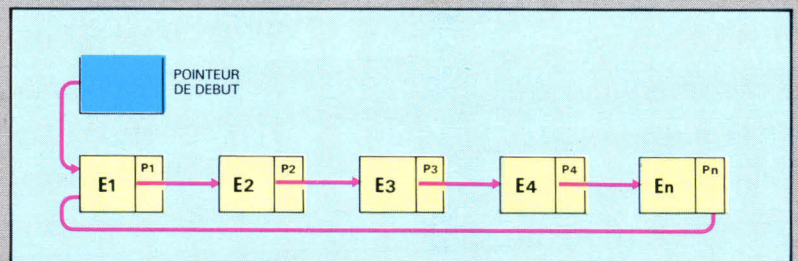 POINTEUR
DE DEBUT
E1 P1
E2 P2
E3 P3
E4 P4
En Pn